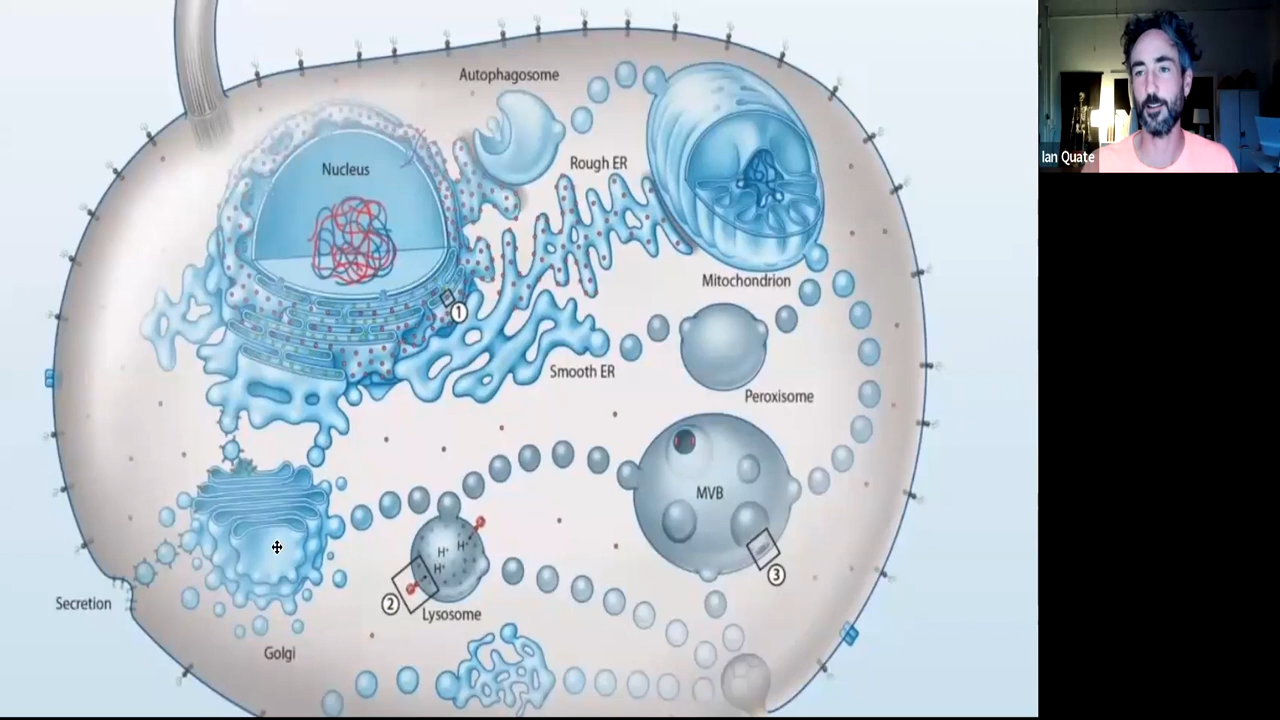 Autophagosome
Nucleus
Rough ER
Ian Quate
Mitochondrion
1
Smooth ER
Peroxisome
MVB
H⁺
H⁺
H⁺
3
2
Secretion
Lysosome
Golgi